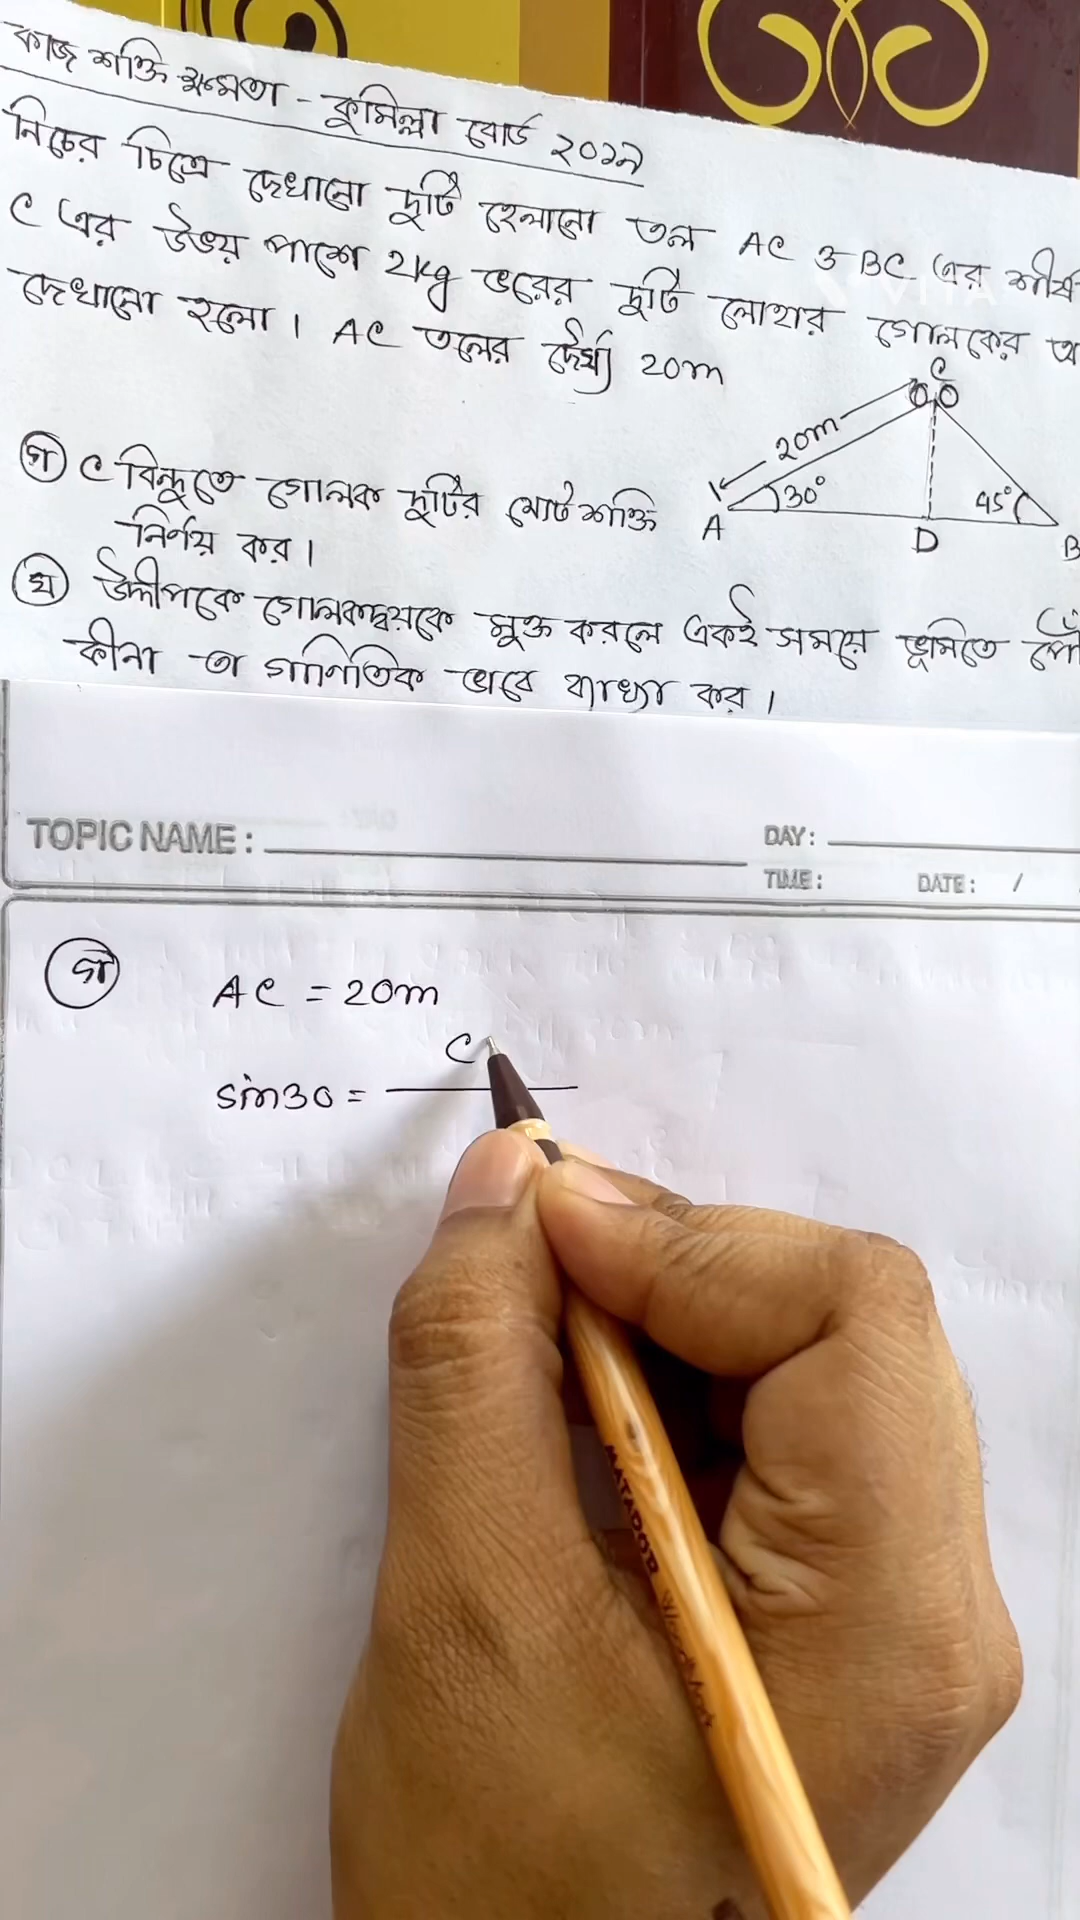 কাজ শক্তি ক্ষমতা - কুমিল্লা বোর্ড ২০১৯
নিচের চিত্রে দেখানো দুটি হেলানো তল AC ও BC এর শীর্ষ
C এর উভয় পাশে 2kg ভরের দুটি লোহার গোলকের
দেখানো হলো। AC তলের দৈর্ঘ্য 20m
C
20m
30°
45°
A
D
B
গ C বিন্দুতে গোলক দুটির মোট শক্তি
নির্ণয় কর।
ঘ উদ্দীপকে গোলকদ্বয়কে মুক্ত করলে একই সময়ে ভূমিতে
কীনা তা গাণিতিক ভাবে ব্যাখ্যা কর।
TOPIC NAME :
DAY :
TIME :
DATE : /
গ AC = 20m
C
sin30 =
MATADOR WoodMark